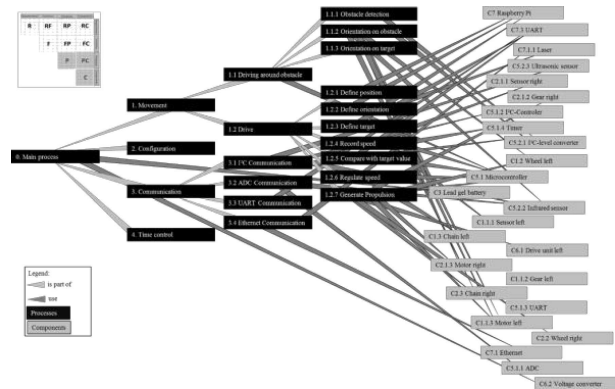 R RF RP RC
F FP FC
P PC
C
0. Main process
1. Movement
2. Configuration
3. Communication
4. Time control
1.1 Driving around obstacle
1.2 Drive
3.1 I²C Communication
3.2 ADC Communication
3.3 UART Communication
3.4 Ethernet Communication
1.1.1 Obstacle detection
1.1.2 Orientation on obstacle
1.1.3 Orientation on target
1.2.1 Define position
1.2.2 Define orientation
1.2.3 Define target
1.2.4 Record speed
1.2.5 Compare with target value
1.2.6 Regulate speed
1.2.7 Generate Propulsion
C7 Raspberry Pi
C7.3 UART
C7.1.1 Laser
C5.2.3 Ultrasonic sensor
C2.1.1 Sensor right
C2.1.2 Gear right
C5.1.2 I²C-Controler
C5.1.4 Timer
C5.2.1 I²C-level converter
C1.2 Wheel left
C5.1 Microcontroller
C5 Lead gel battery
C5.2.2 Infrared sensor
C1.1.1 Sensor left
C1.3 Chain left
C6.1 Drive unit left
C2.1.3 Motor right
C1.1.2 Gear left
C2.3 Chain right
C5.1.3 UART
C1.1.3 Motor left
C2.2 Wheel right
C7.1 Ethernet
C5.1.1 ADC
C6.2 Voltage converter
Legend:
is part of
use
Processes
Components